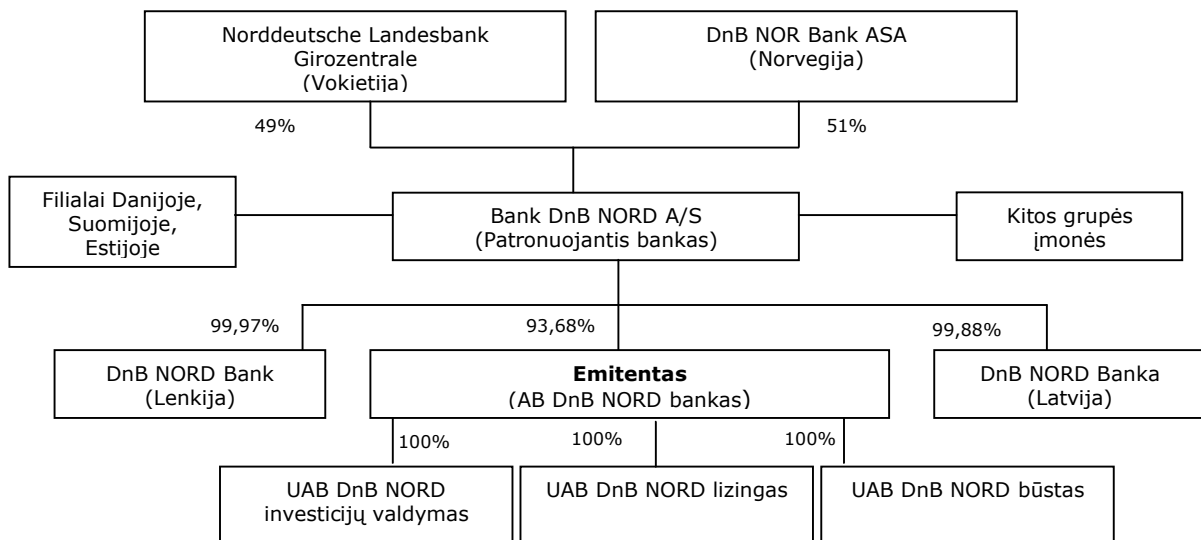 Norddeutsche Landesbank
Girozentrale
(Vokietija)
DnB NOR Bank ASA
(Norvegija)
49%
51%
Filialai Danijoje,
Suomijoje,
Estijoje
Bank DnB NORD A/S
(Patronuojantis bankas)
Kitos grupės
įmonės
99,97%
93,68%
99,88%
DnB NORD Bank
(Lenkija)
Emitentas
(AB DnB NORD bankas)
DnB NORD Banka
(Latvija)
100%
100%
100%
UAB DnB NORD
investicijų valdymas
UAB DnB NORD lizingas
UAB DnB NORD būstas